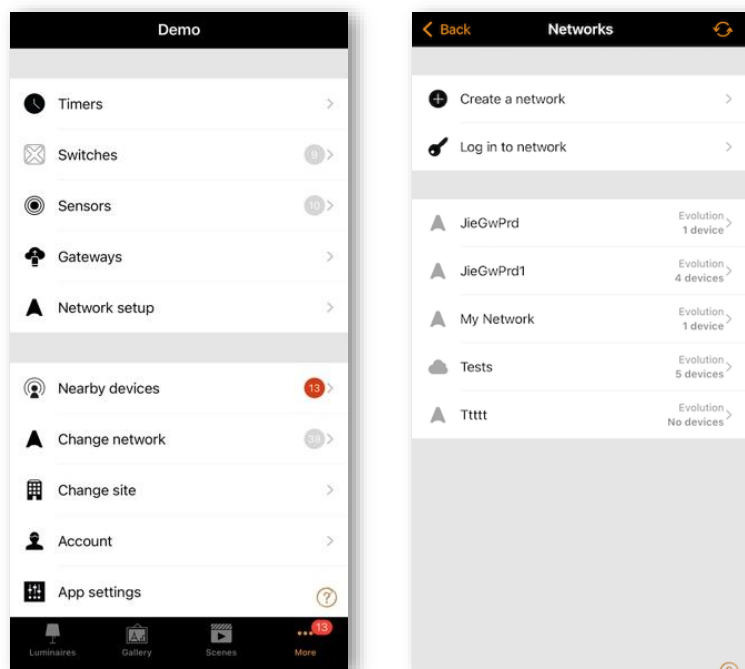 Demo
Timers
Switches 9
Sensors 10
Gateways
Network setup
Nearby devices 13
Change network 38
Change site
Account
App settings
?
Luminaires Gallery Scenes More 13
Back Networks
Create a network
Log in to network
JieGwPrd Evolution
1 device
JieGwPrd1 Evolution
4 devices
My Network Evolution
1 device
Tests Evolution
5 devices
Ttttt Evolution
No devices